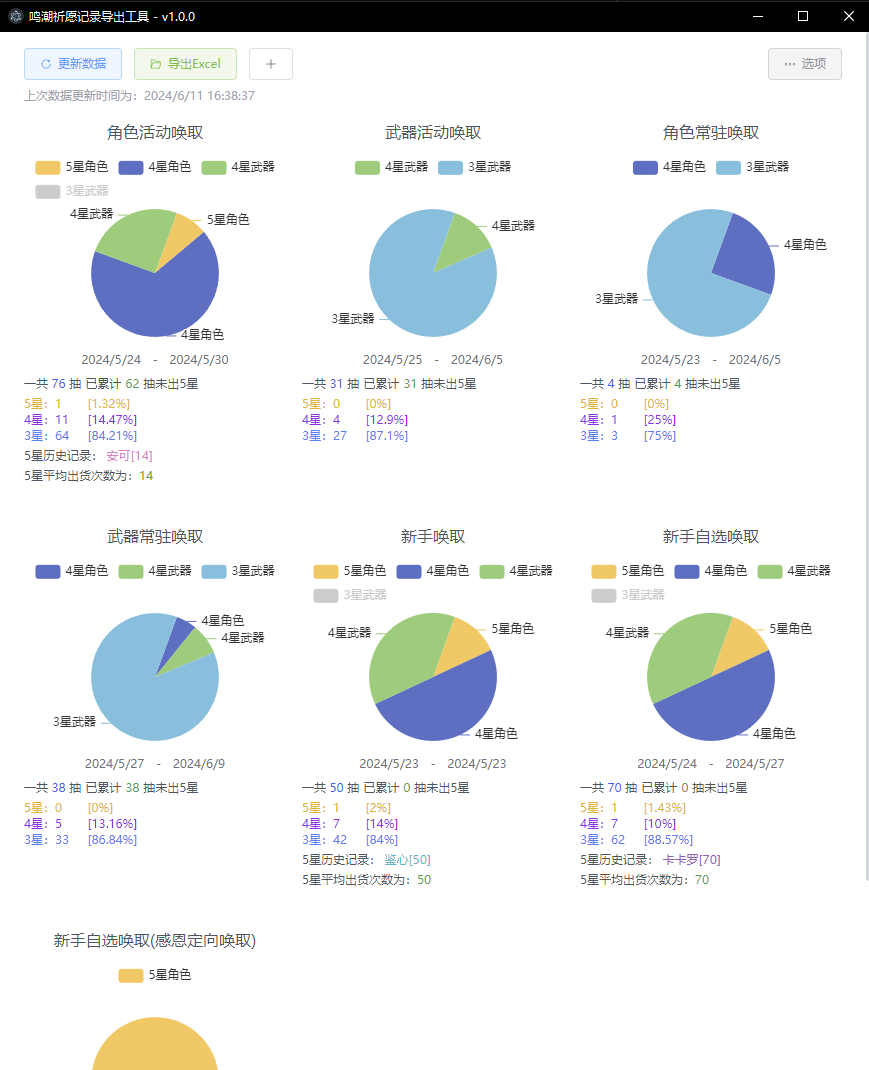 鸣潮祈愿记录导出工具 - v1.0.0
更新数据 导出Excel + ··· 选项
上次数据更新时间为：2024/6/11 16:38:37
角色活动唤取
5星角色 4星角色 4星武器
3星武器
4星武器 5星角色
4星角色
2024/5/24 - 2024/5/30
一共 76 抽 已累计 62 抽未出5星
5星：1 [1.32%]
4星：11 [14.47%]
3星：64 [84.21%]
5星历史记录： 安可[14]
5星平均出货次数为：14
武器活动唤取
4星武器 3星武器
4星武器
3星武器
2024/5/25 - 2024/6/5
一共 31 抽 已累计 31 抽未出5星
5星：0 [0%]
4星：4 [12.9%]
3星：27 [87.1%]
角色常驻唤取
4星角色 3星武器
4星角色
3星武器
2024/5/23 - 2024/6/5
一共 4 抽 已累计 4 抽未出5星
5星：0 [0%]
4星：1 [25%]
3星：3 [75%]
武器常驻唤取
4星角色 4星武器 3星武器
4星角色
4星武器
3星武器
2024/5/27 - 2024/6/9
一共 38 抽 已累计 38 抽未出5星
5星：0 [0%]
4星：5 [13.16%]
3星：33 [86.84%]
新手唤取
5星角色 4星角色 4星武器
3星武器
4星武器 5星角色
4星角色
2024/5/23 - 2024/5/23
一共 50 抽 已累计 0 抽未出5星
5星：1 [2%]
4星：7 [14%]
3星：42 [84%]
5星历史记录： 鉴心[50]
5星平均出货次数为：50
新手自选唤取
5星角色 4星角色 4星武器
3星武器
4星武器 5星角色
4星角色
2024/5/24 - 2024/5/27
一共 70 抽 已累计 0 抽未出5星
5星：1 [1.43%]
4星：7 [10%]
3星：62 [88.57%]
5星历史记录： 卡卡罗[70]
5星平均出货次数为：70
新手自选唤取(感恩定向唤取)
5星角色